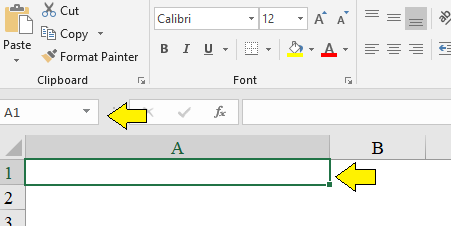 Cut
Calibri 12 A A
Paste
Copy
B I U A
Format Painter
Clipboard
Font
A1 fx
A B
1
2
3